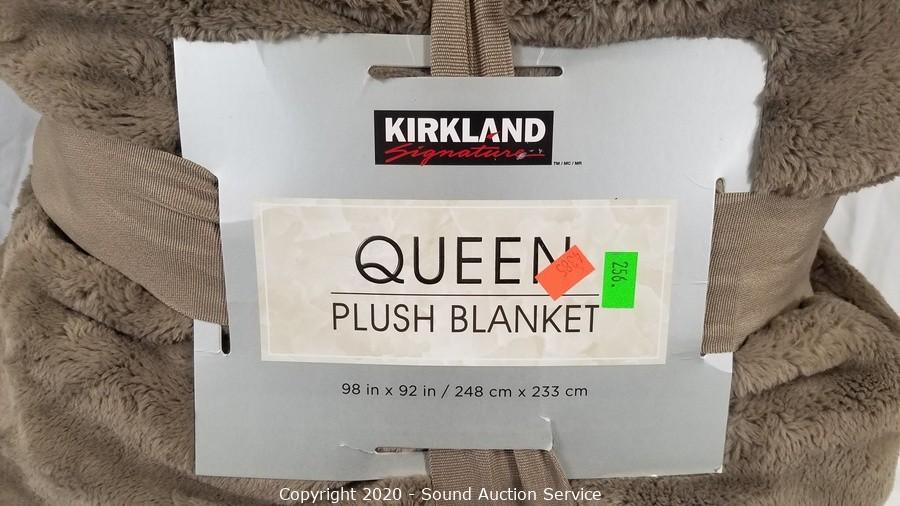 KIRKLAND
Signature
TM / MC / MR
QUEEN
PLUSH BLANKET
256.
98 in x 92 in / 248 cm x 233 cm
Copyright 2020 - Sound Auction Service